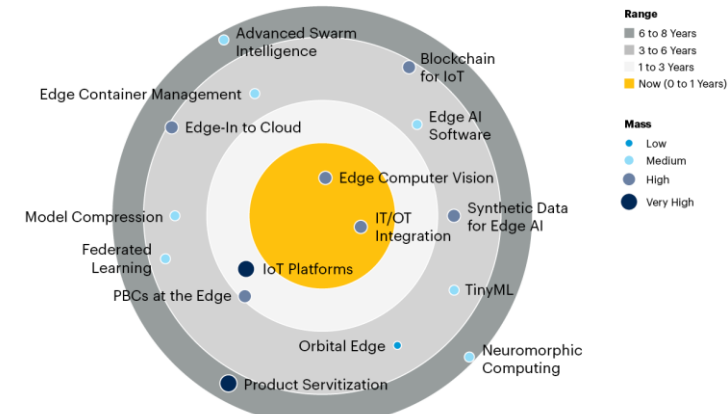 Advanced Swarm
Intelligence
Blockchain
for IoT
Edge Container Management
Edge-In to Cloud
Edge AI
Software
Edge Computer Vision
Model Compression
IT/OT
Integration
Synthetic Data
for Edge AI
Federated
Learning
IoT Platforms
PBCs at the Edge
TinyML
Orbital Edge
Neuromorphic
Computing
Product Servitization
Range
6 to 8 Years
3 to 6 Years
1 to 3 Years
Now (0 to 1 Years)
Mass
Low
Medium
High
Very High